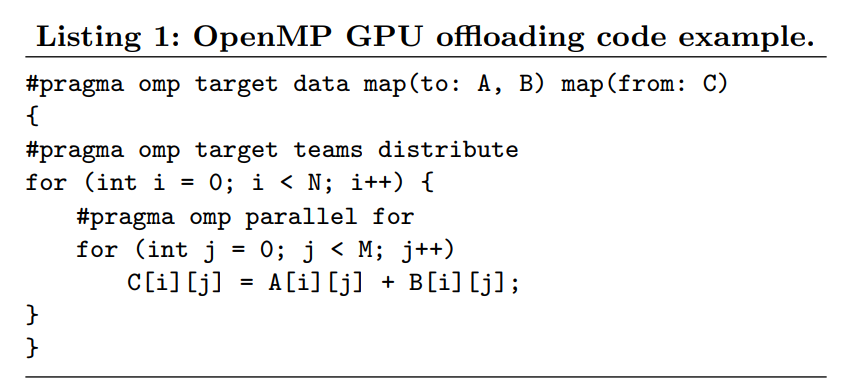 Listing 1: OpenMP GPU offloading code example.
#pragma omp target data map(to: A, B) map(from: C)
{
#pragma omp target teams distribute
for (int i = 0; i < N; i++) {
    #pragma omp parallel for
    for (int j = 0; j < M; j++)
        C[i][j] = A[i][j] + B[i][j];
}
}